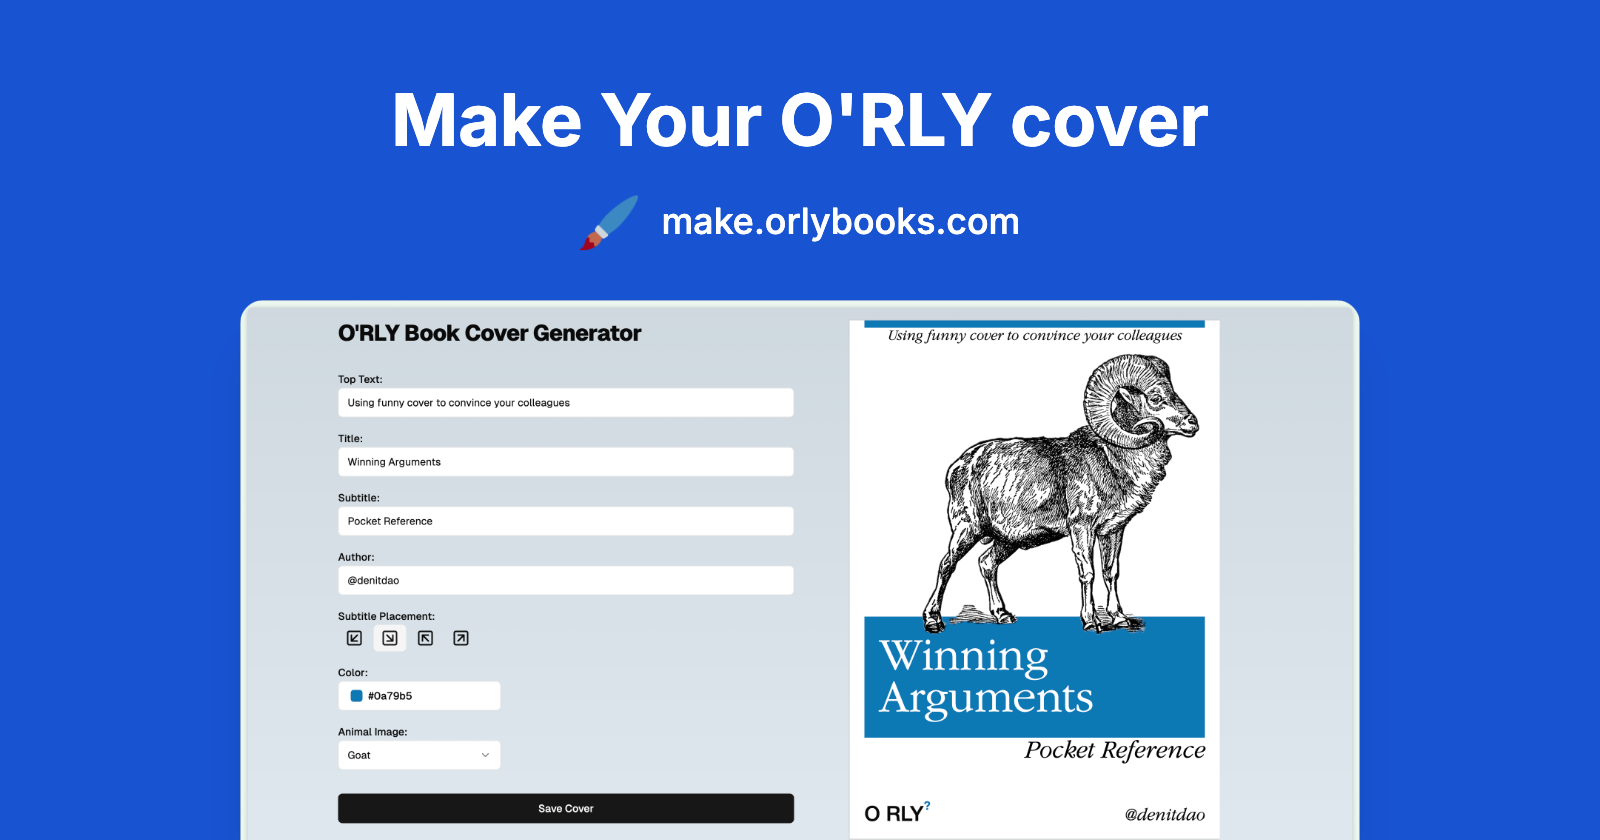 Make Your O'RLY cover
make.orlybooks.com
O'RLY Book Cover Generator
Top Text:
Using funny cover to convince your colleagues
Title:
Winning Arguments
Subtitle:
Pocket Reference
Author:
@denitdao
Subtitle Placement:
Color:
#0a79b5
Animal Image:
Goat
Save Cover
Using funny cover to convince your colleagues
Winning
Arguments
Pocket Reference
O RLY?
@denitdao